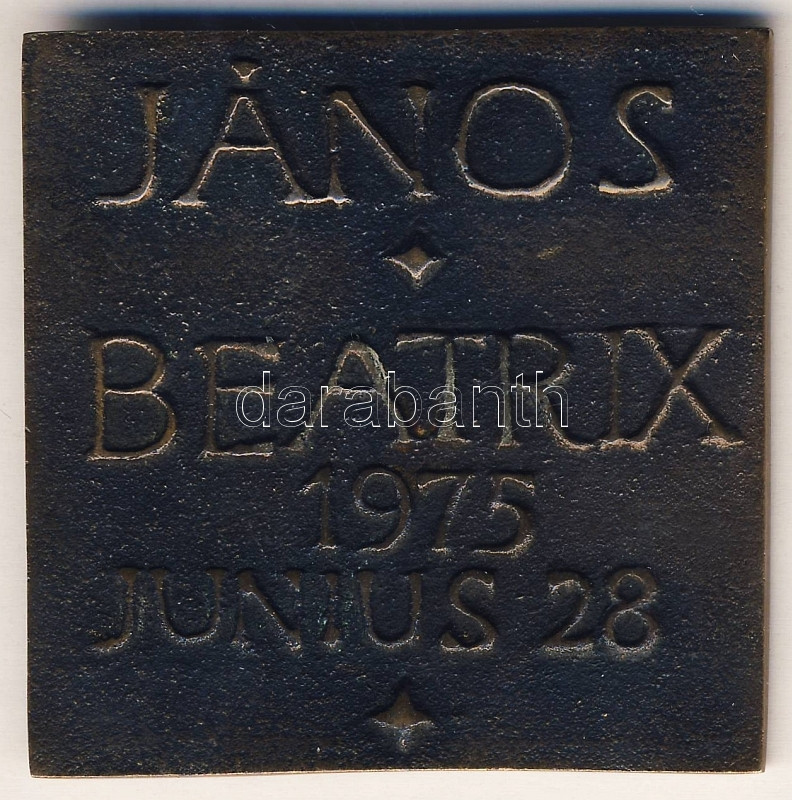 JÁNOS
BEATRIX
darabanth
1975
JUNIUS 28